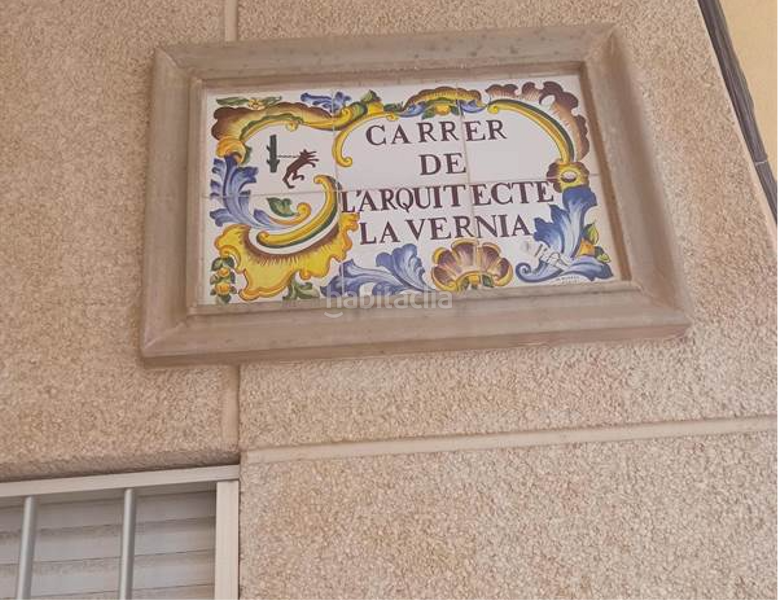 CARRER
DE
L'ARQUITECTE
LA VERNIA
habitaclia